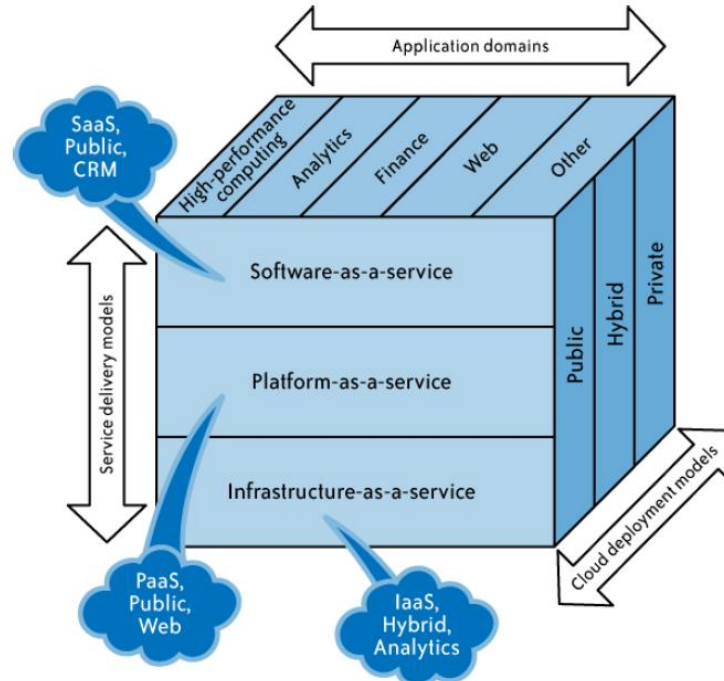 Application domains
SaaS,
Public,
CRM
High-performance
computing
Analytics
Finance
Web
Other
Service delivery models
Software-as-a-service
Platform-as-a-service
Infrastructure-as-a-service
Public
Hybrid
Private
Cloud deployment models
PaaS,
Public,
Web
IaaS,
Hybrid,
Analytics